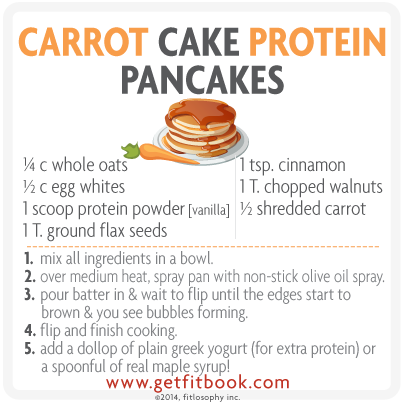 CARROT CAKE PROTEIN
PANCAKES
¼ c whole oats
½ c egg whites
1 scoop protein powder [vanilla]
1 T. ground flax seeds
1 tsp. cinnamon
1 T. chopped walnuts
½ shredded carrot
1. mix all ingredients in a bowl.
2. over medium heat, spray pan with non-stick olive oil spray.
3. pour batter in & wait to flip until the edges start to
brown & you see bubbles forming.
4. flip and finish cooking.
5. add a dollop of plain greek yogurt (for extra protein) or
a spoonful of real maple syrup!
www.getfitbook.com
©2014, fitlosophy inc.